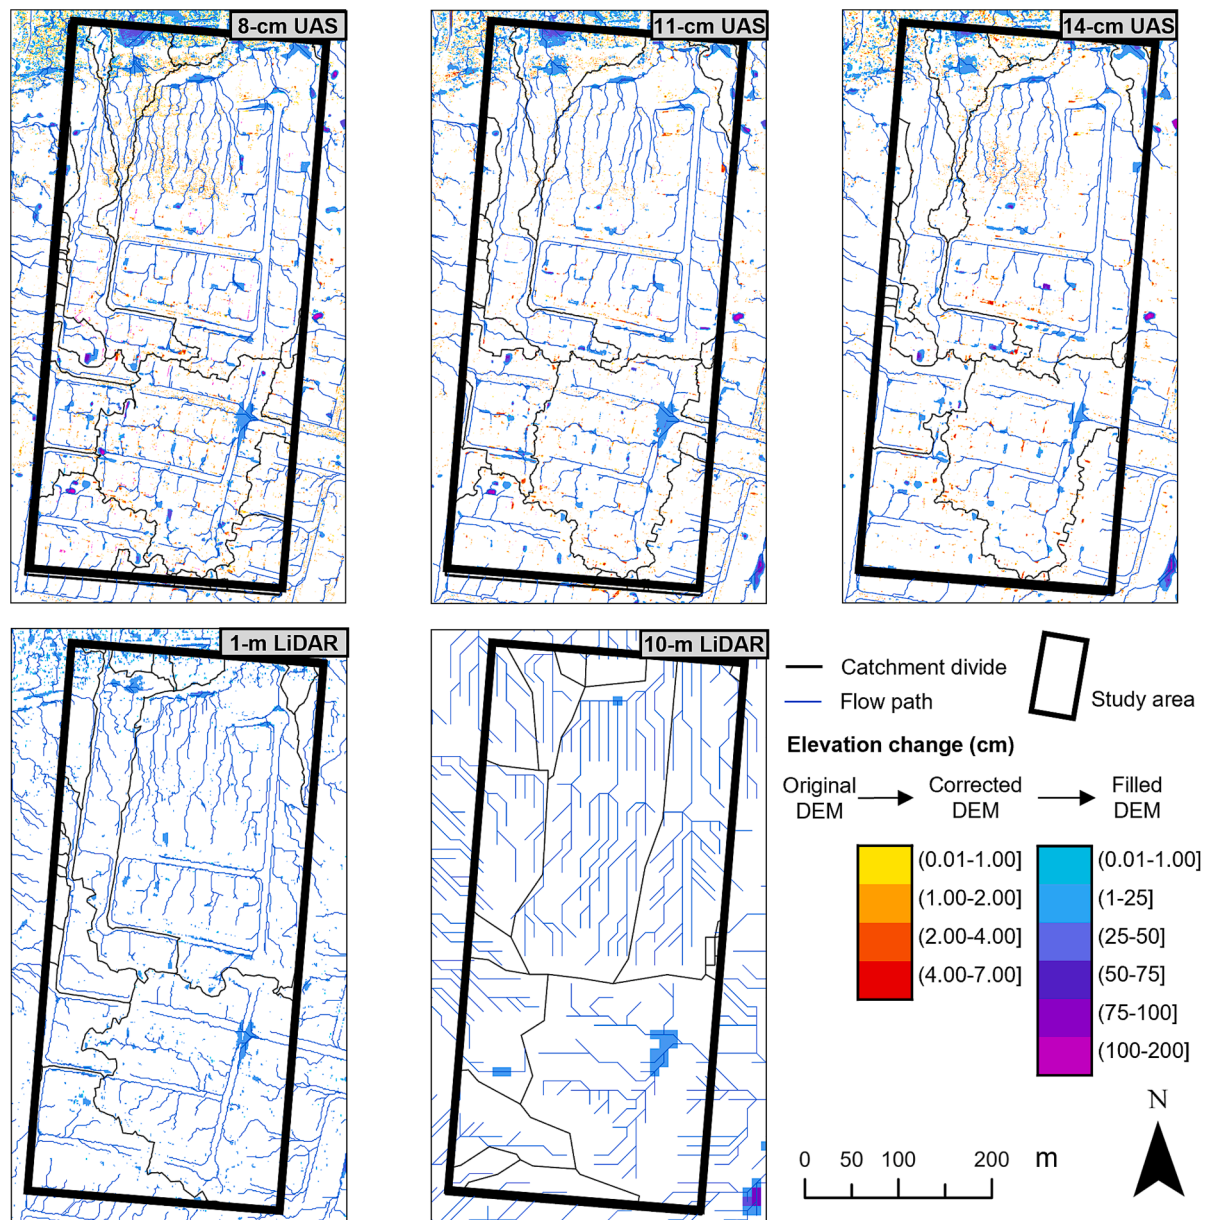 8-cm UAS
11-cm UAS
14-cm UAS
1-m LiDAR
10-m LiDAR
Catchment divide
Flow path
Study area
Elevation change (cm)
Original DEM
Corrected DEM
Filled DEM
(0.01-1.00]
(1.00-2.00]
(2.00-4.00]
(4.00-7.00]
(0.01-1.00]
(1-25]
(25-50]
(50-75]
(75-100]
(100-200]
N
0 50 100 200 m